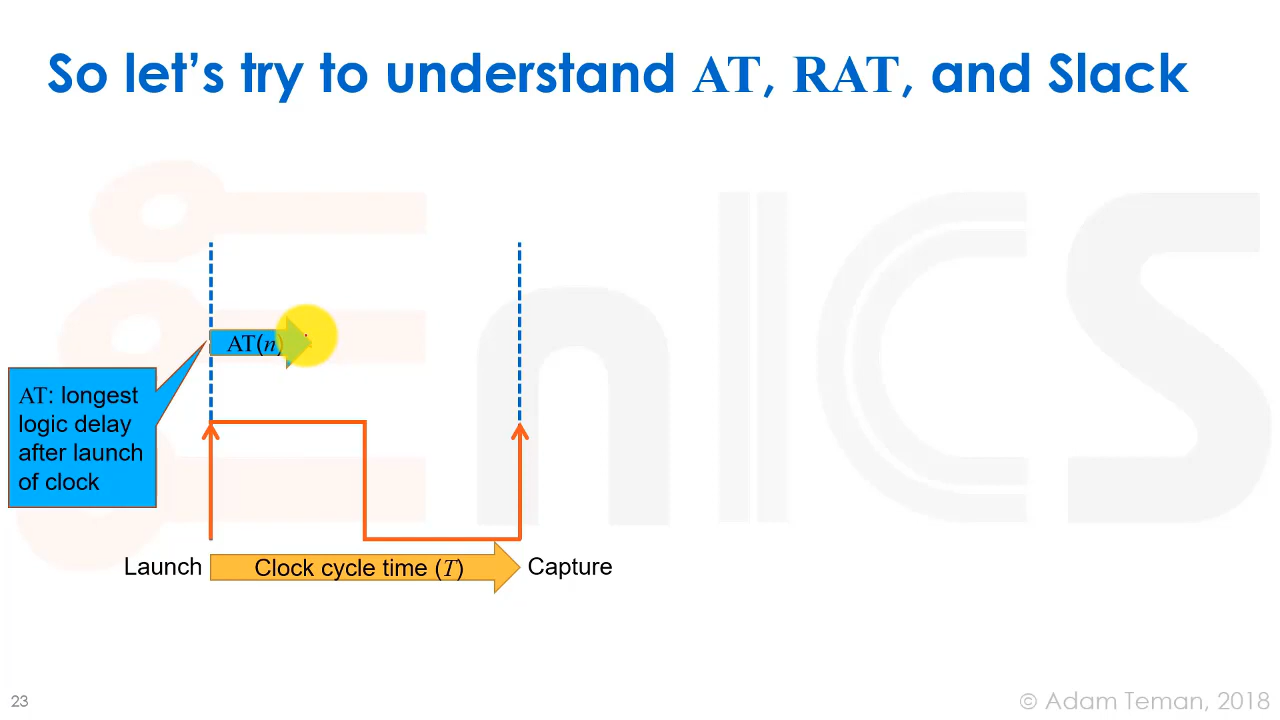 So let's try to understand AT, RAT, and Slack
AT(n)
AT: longest
logic delay
after launch
of clock
Launch
Clock cycle time (T)
Capture
EnICS
23
© Adam Teman, 2018